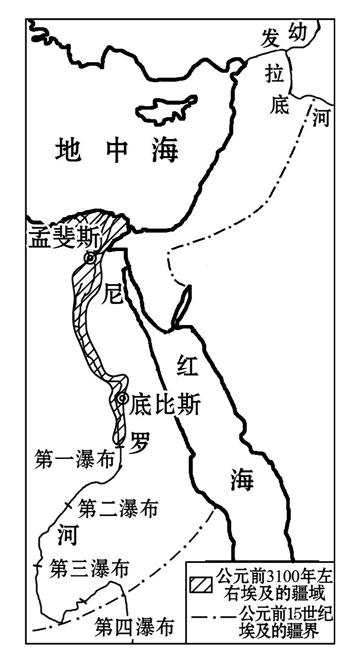 发幼
拉
底
河
地中海
孟斐斯
尼
红
底比斯
罗
第一瀑布
海
第二瀑布
河
第三瀑布
第四瀑布
公元前3100年左
右埃及的疆域
公元前15世纪
埃及的疆界